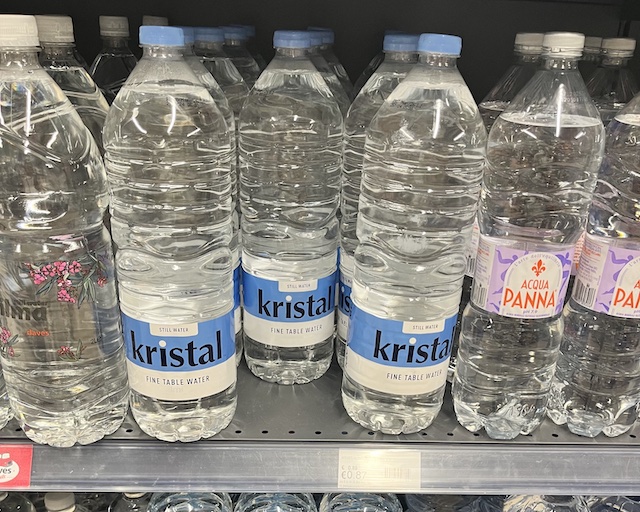 STILL WATER
kristal
FINE TABLE WATER
STILL WATER
kristal
FINE TABLE WATER
STILL WATER
kristal
FINE TABLE WATER
ACQUA
PANNA